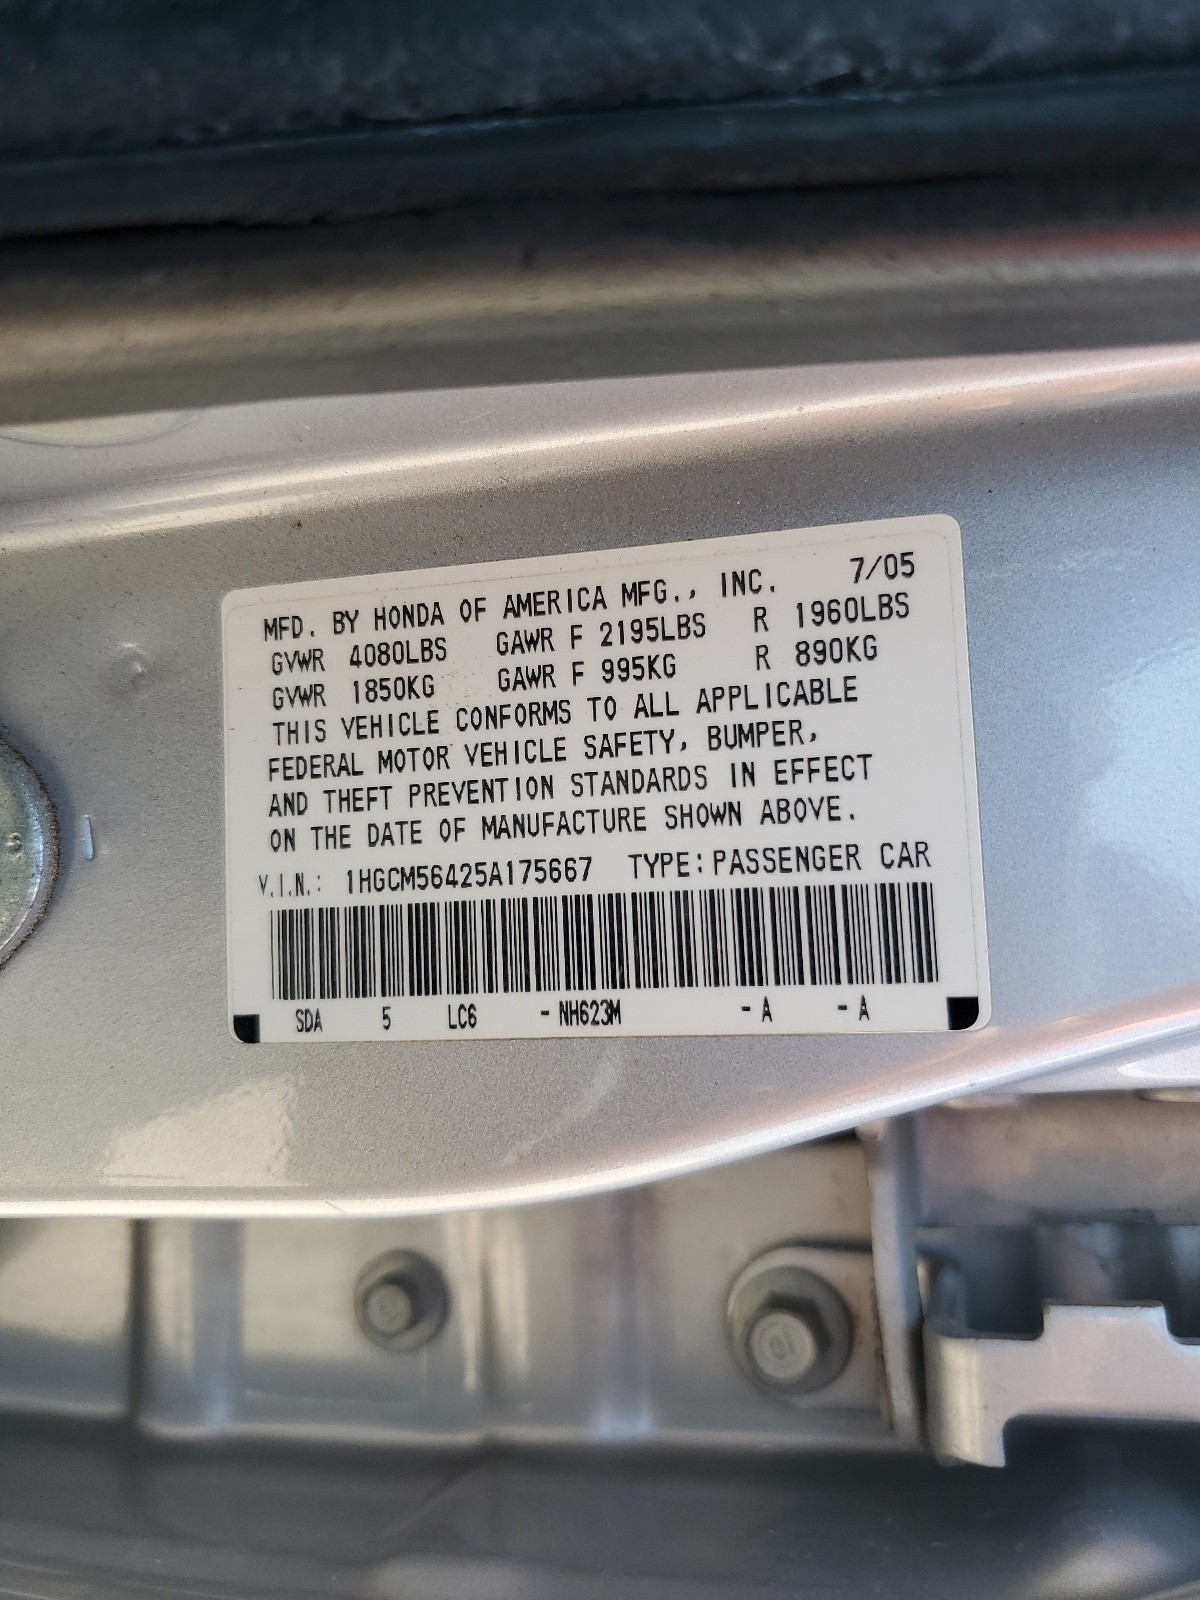 MFD. BY HONDA OF AMERICA MFG., INC. 7/05
GVWR 4080LBS GAWR F 2195LBS R 1960LBS
GVWR 1850KG GAWR F 995KG R 890KG
THIS VEHICLE CONFORMS TO ALL APPLICABLE
FEDERAL MOTOR VEHICLE SAFETY, BUMPER,
AND THEFT PREVENTION STANDARDS IN EFFECT
ON THE DATE OF MANUFACTURE SHOWN ABOVE.
V.I.N.: 1HGCM56425A175667 TYPE:PASSENGER CAR
SDA 5 LC6 -NH623M -A -A